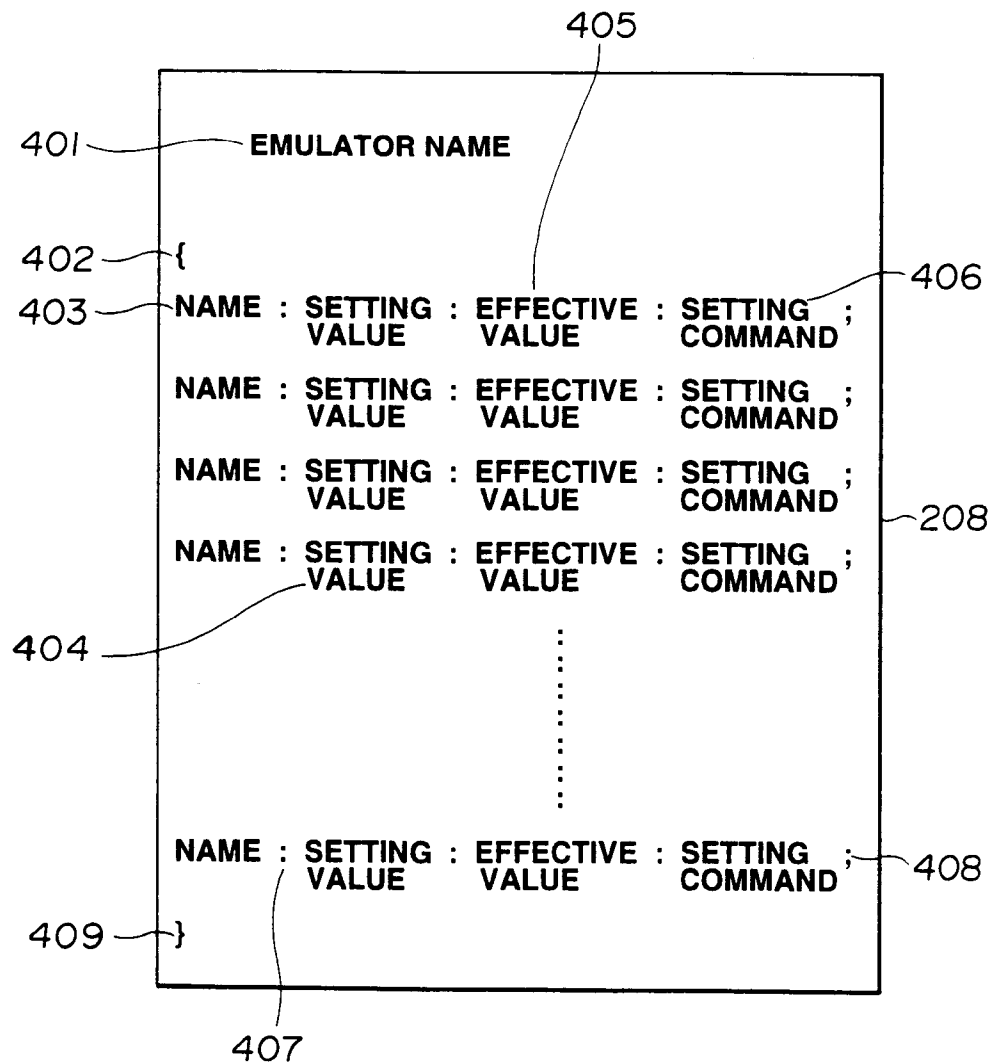 405
401 EMULATOR NAME
402 {
403 NAME : SETTING : EFFECTIVE : SETTING ; 406
VALUE VALUE COMMAND
NAME : SETTING : EFFECTIVE : SETTING ;
VALUE VALUE COMMAND
NAME : SETTING : EFFECTIVE : SETTING ;
VALUE VALUE COMMAND
208
NAME : SETTING : EFFECTIVE : SETTING ;
VALUE VALUE COMMAND
404
NAME : SETTING : EFFECTIVE : SETTING ; 408
VALUE VALUE COMMAND
409 }
407